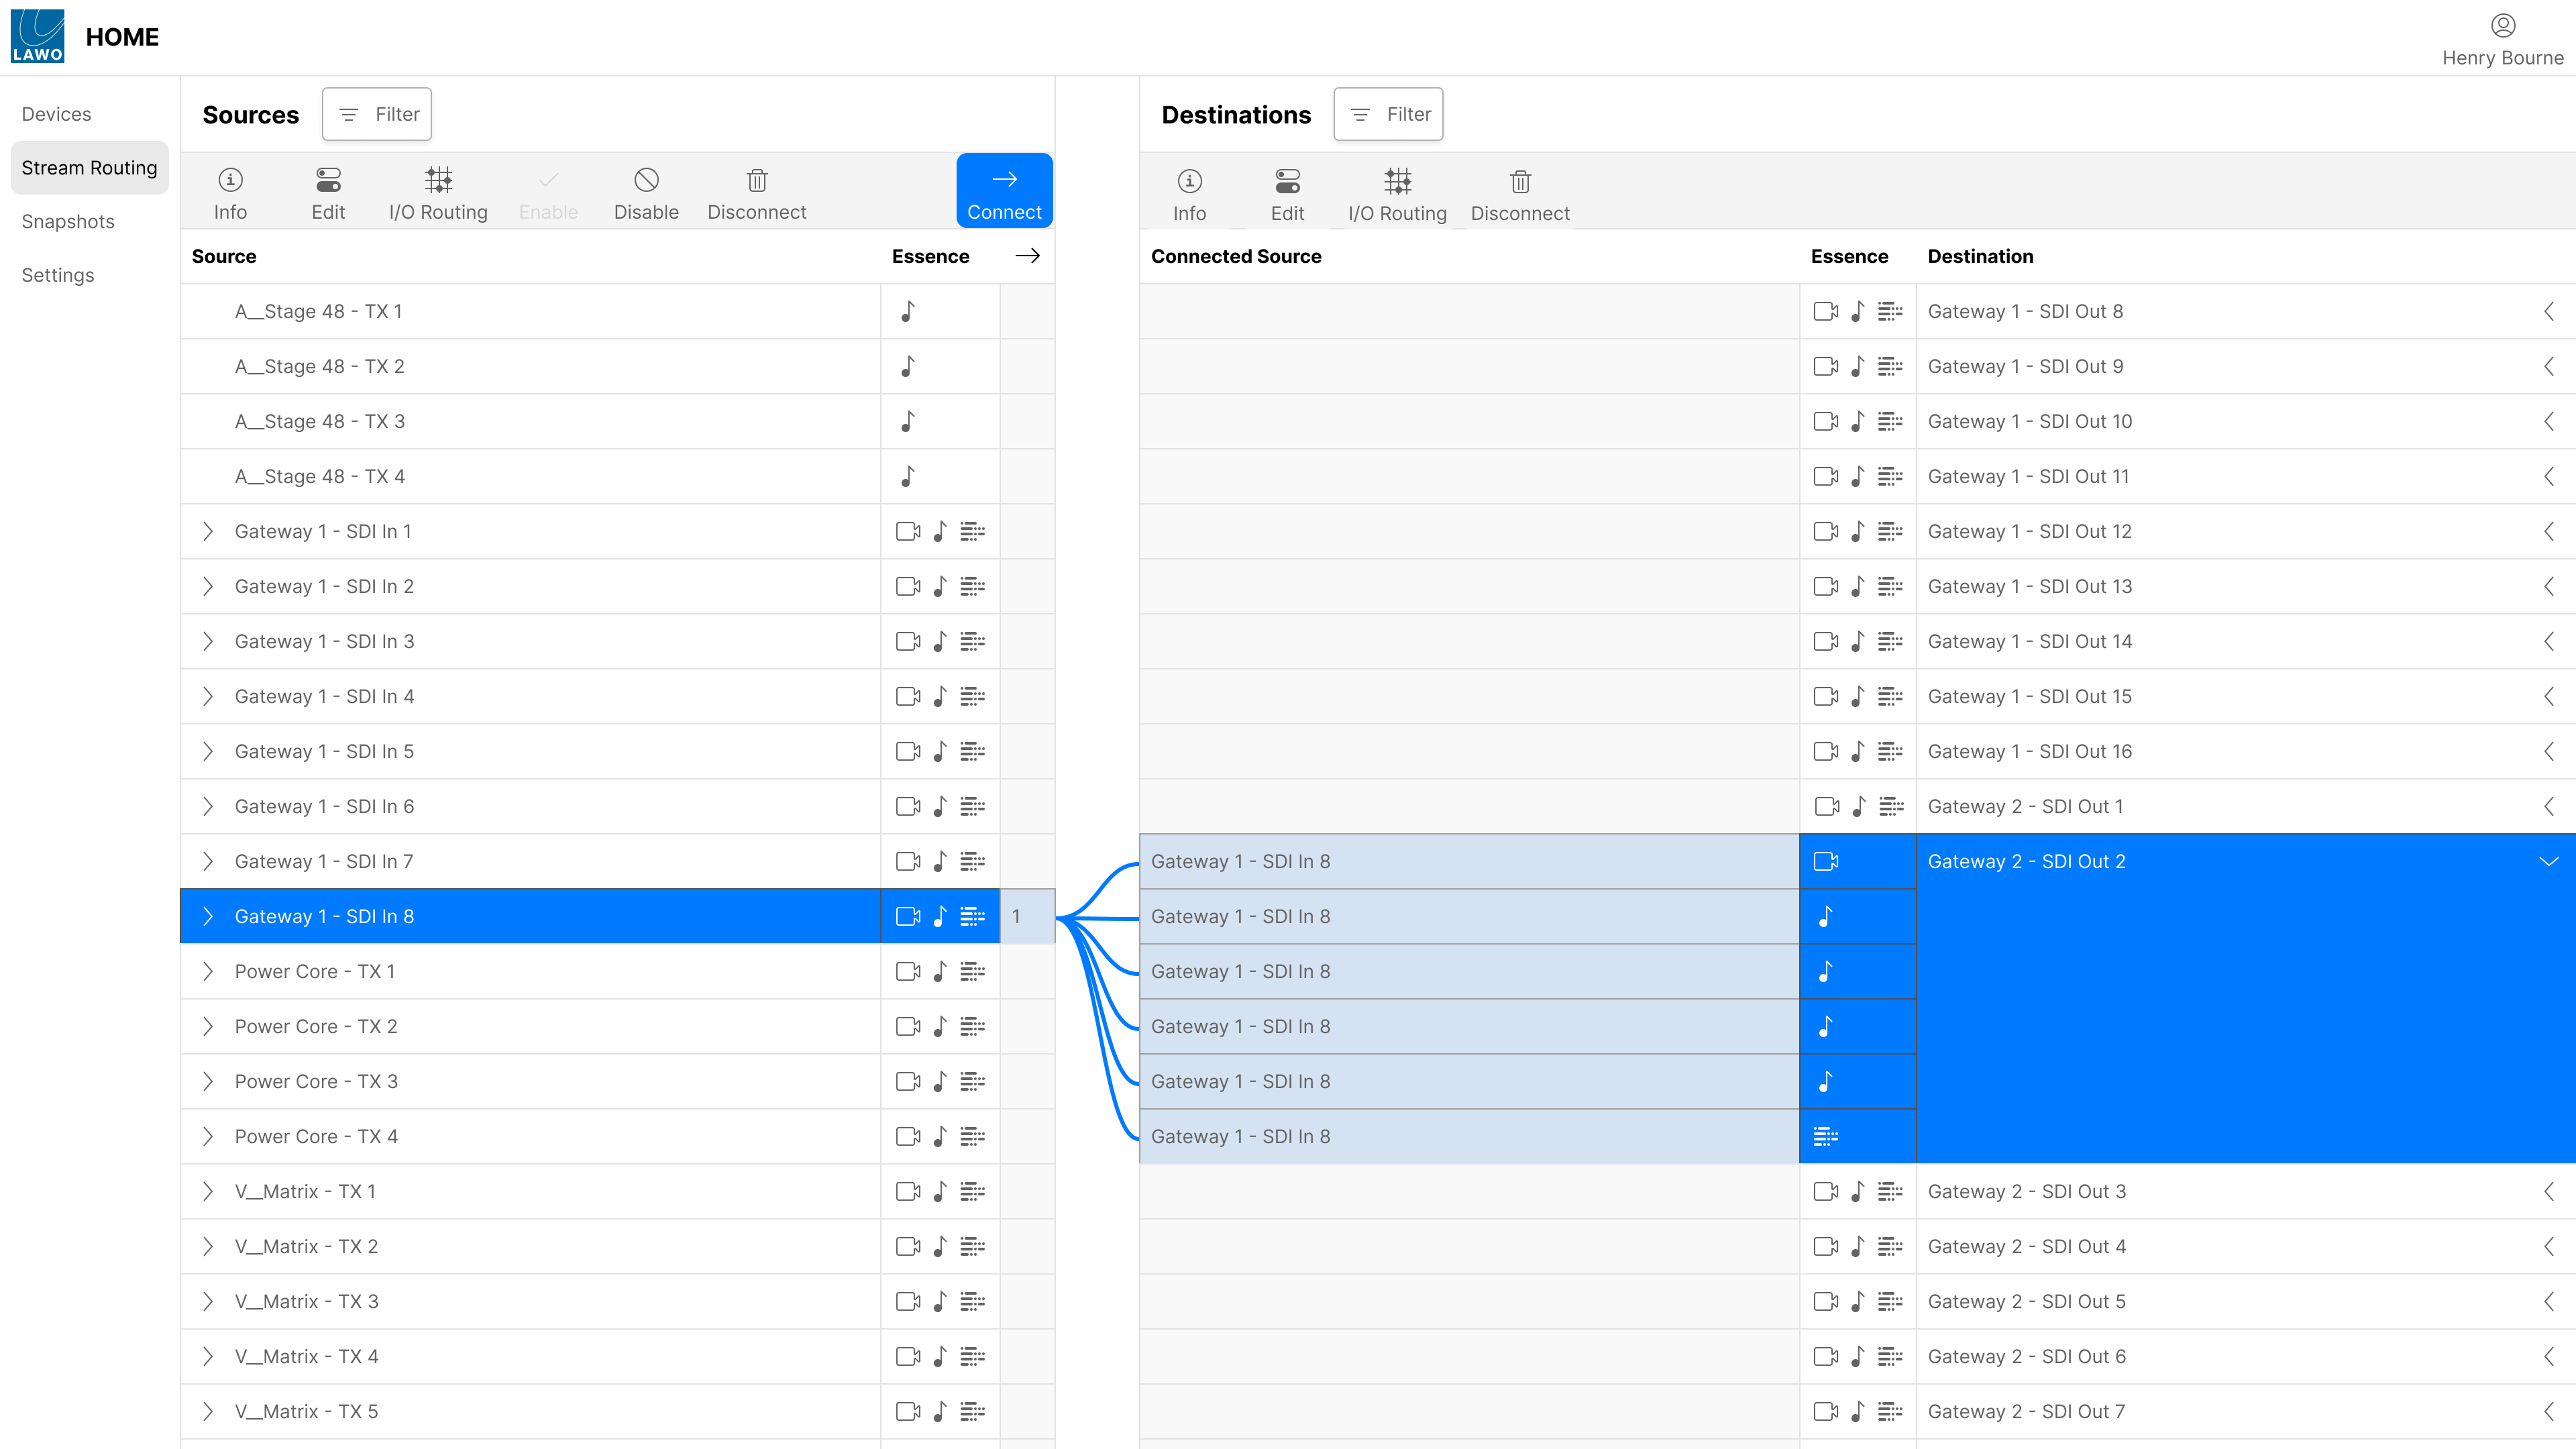 LAWO
HOME
Henry Bourne
Devices
Stream Routing
Snapshots
Settings
Sources
Filter
Info
Edit
I/O Routing
Enable
Disable
Disconnect
Connect
Source
Essence
A__Stage 48 - TX 1
A__Stage 48 - TX 2
A__Stage 48 - TX 3
A__Stage 48 - TX 4
Gateway 1 - SDI In 1
Gateway 1 - SDI In 2
Gateway 1 - SDI In 3
Gateway 1 - SDI In 4
Gateway 1 - SDI In 5
Gateway 1 - SDI In 6
Gateway 1 - SDI In 7
Gateway 1 - SDI In 8
1
Power Core - TX 1
Power Core - TX 2
Power Core - TX 3
Power Core - TX 4
V__Matrix - TX 1
V__Matrix - TX 2
V__Matrix - TX 3
V__Matrix - TX 4
V__Matrix - TX 5
Destinations
Filter
Info
Edit
I/O Routing
Disconnect
Connected Source
Essence
Destination
Gateway 1 - SDI Out 8
Gateway 1 - SDI Out 9
Gateway 1 - SDI Out 10
Gateway 1 - SDI Out 11
Gateway 1 - SDI Out 12
Gateway 1 - SDI Out 13
Gateway 1 - SDI Out 14
Gateway 1 - SDI Out 15
Gateway 1 - SDI Out 16
Gateway 2 - SDI Out 1
Gateway 1 - SDI In 8
Gateway 2 - SDI Out 2
Gateway 1 - SDI In 8
Gateway 1 - SDI In 8
Gateway 1 - SDI In 8
Gateway 1 - SDI In 8
Gateway 1 - SDI In 8
Gateway 2 - SDI Out 3
Gateway 2 - SDI Out 4
Gateway 2 - SDI Out 5
Gateway 2 - SDI Out 6
Gateway 2 - SDI Out 7